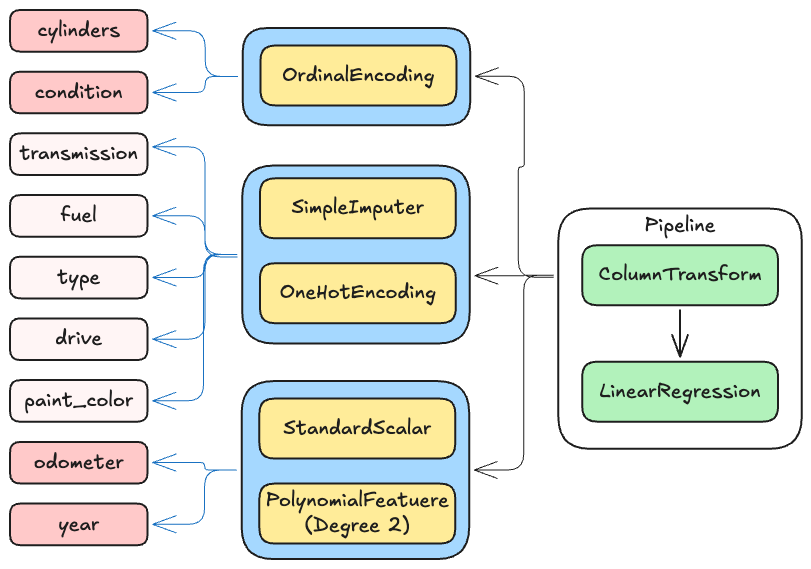 cylinders
condition
transmission
fuel
type
drive
paint_color
odometer
year
OrdinalEncoding
SimpleImputer
OneHotEncoding
StandardScalar
PolynomialFeatuere
(Degree 2)
Pipeline
ColumnTransform
LinearRegression